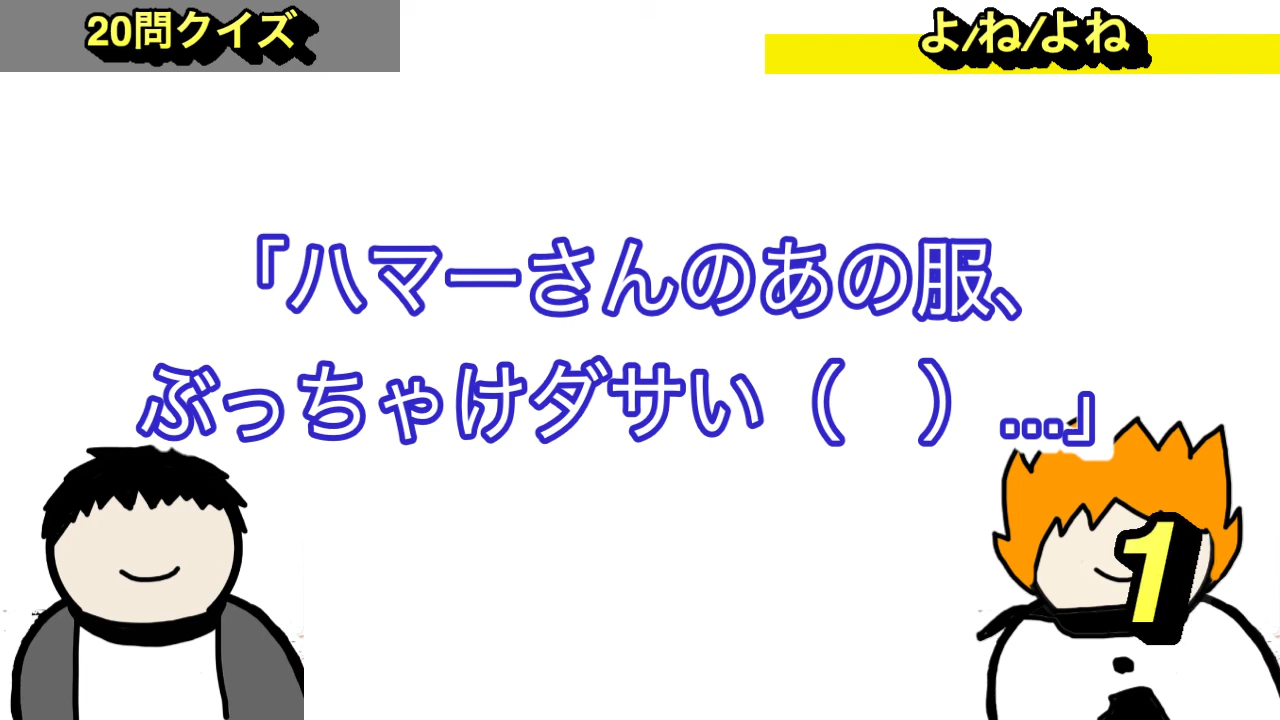 20問クイズ
よ/ね/よね
「ハマーさんのあの服、
ぶっちゃけダサい（　）…」
1